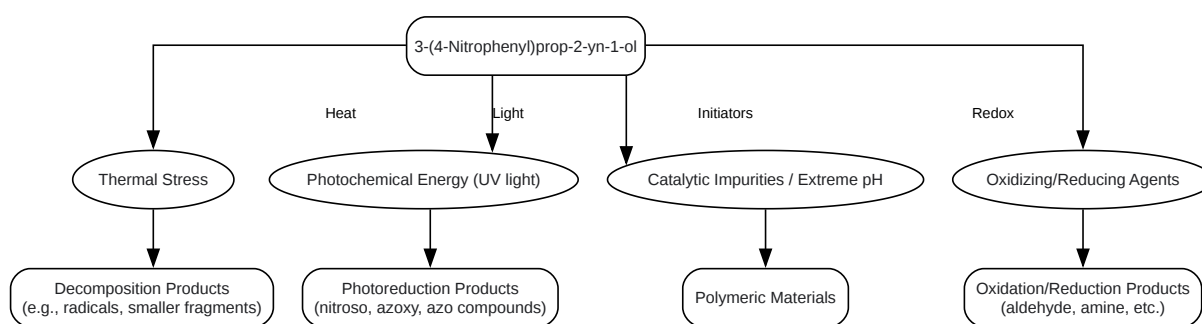 3-(4-Nitrophenyl)prop-2-yn-1-ol
Heat
Light
Initiators
Redox
Thermal Stress
Photochemical Energy (UV light)
Catalytic Impurities / Extreme pH
Oxidizing/Reducing Agents
Decomposition Products
(e.g., radicals, smaller fragments)
Photoreduction Products
(nitroso, azoxy, azo compounds)
Polymeric Materials
Oxidation/Reduction Products
(aldehyde, amine, etc.)